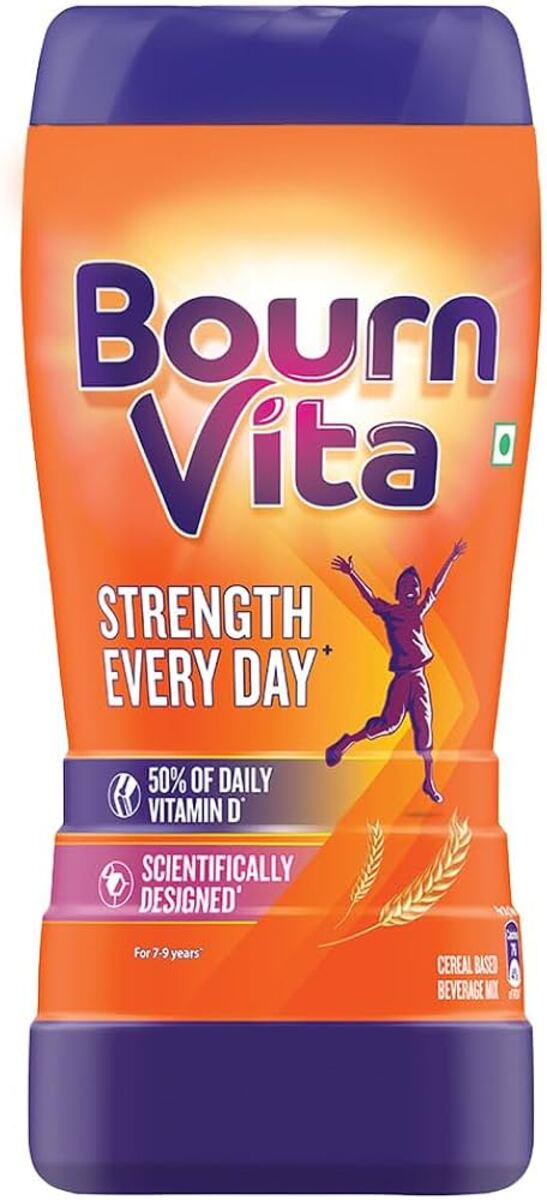 Bourn
Vita
STRENGTH
EVERY DAY+
50% OF DAILY
VITAMIN D*
SCIENTIFICALLY
DESIGNED*
For 7-9 years
CEREAL BASED
BEVERAGE MIX